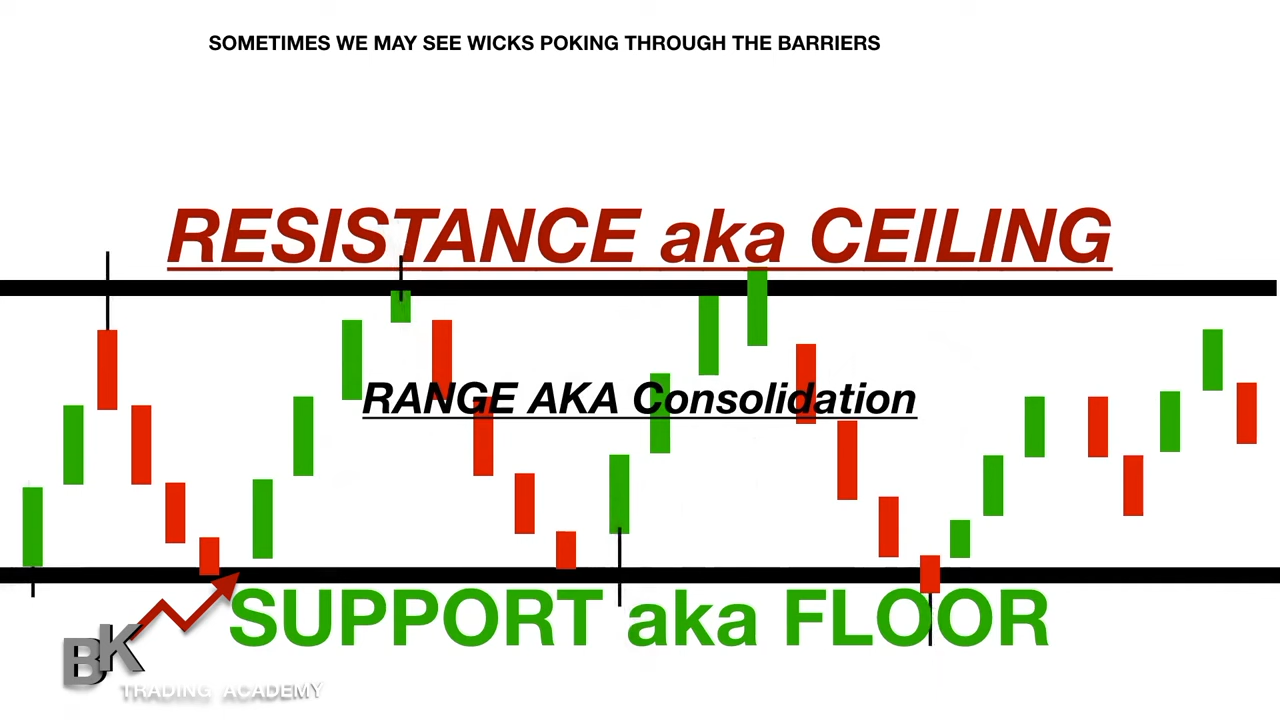 SOMETIMES WE MAY SEE WICKS POKING THROUGH THE BARRIERS
RESISTANCE aka CEILING
RANGE AKA Consolidation
SUPPORT aka FLOOR
BK
TRADING ACADEMY